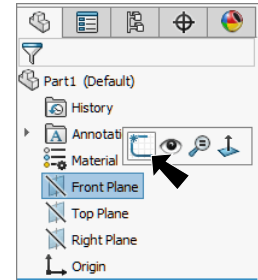 Part1 (Default)
History
Annotati
Material
Front Plane
Top Plane
Right Plane
Origin